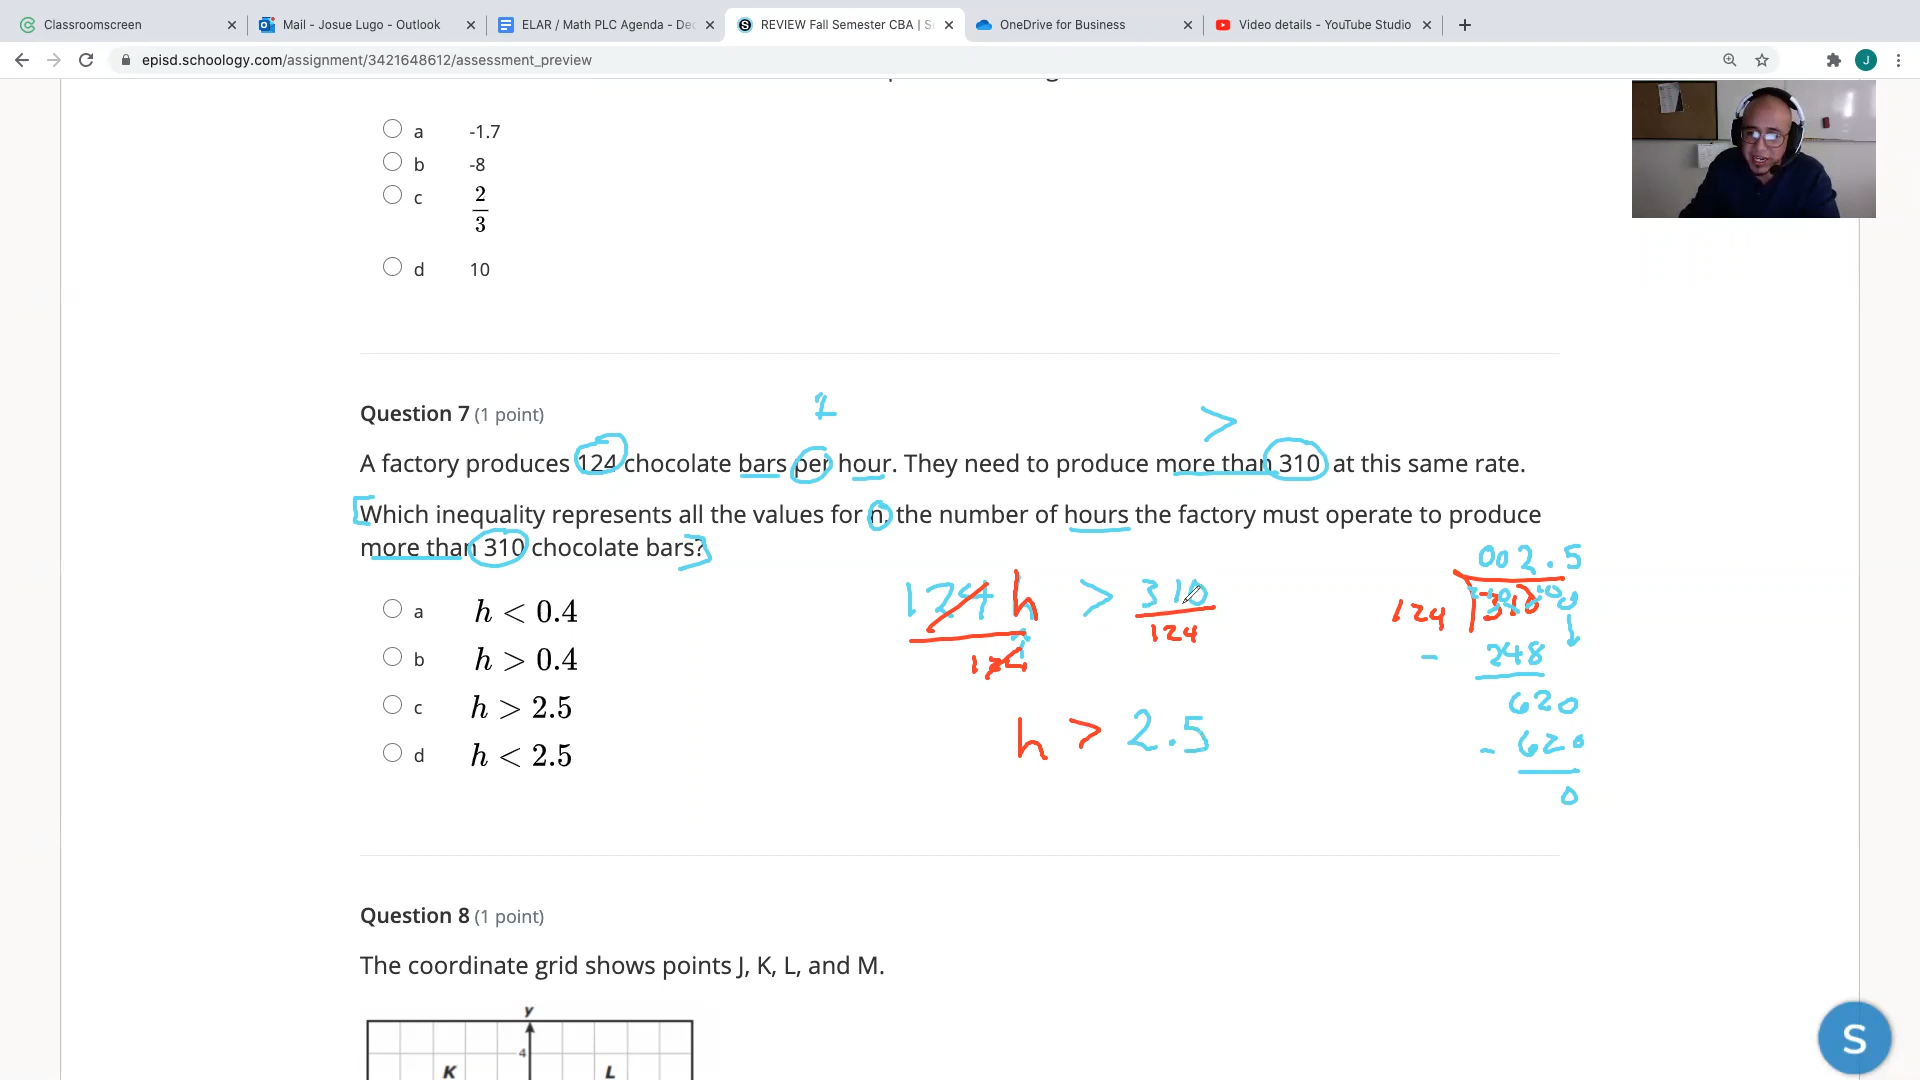 Classroomscreen
Mail - Josue Lugo - Outlook
ELAR / Math PLC Agenda - Dec
REVIEW Fall Semester CBA | S
OneDrive for Business
Video details - YouTube Studio
episd.schoology.com/assignment/3421648612/assessment_preview
J
a -1.7
b -8
c 2/3
d 10
1
>
Question 7 (1 point)
A factory produces 124 chocolate bars per hour. They need to produce more than 310 at this same rate.
Which inequality represents all the values for h, the number of hours the factory must operate to produce
more than 310 chocolate bars?
a h < 0.4
b h > 0.4
c h > 2.5
d h < 2.5
124 h > 310
124 124
h > 2.5
002.5
124 310
- 248
620
- 620
0
Question 8 (1 point)
The coordinate grid shows points J, K, L, and M.
y
4
K L
S